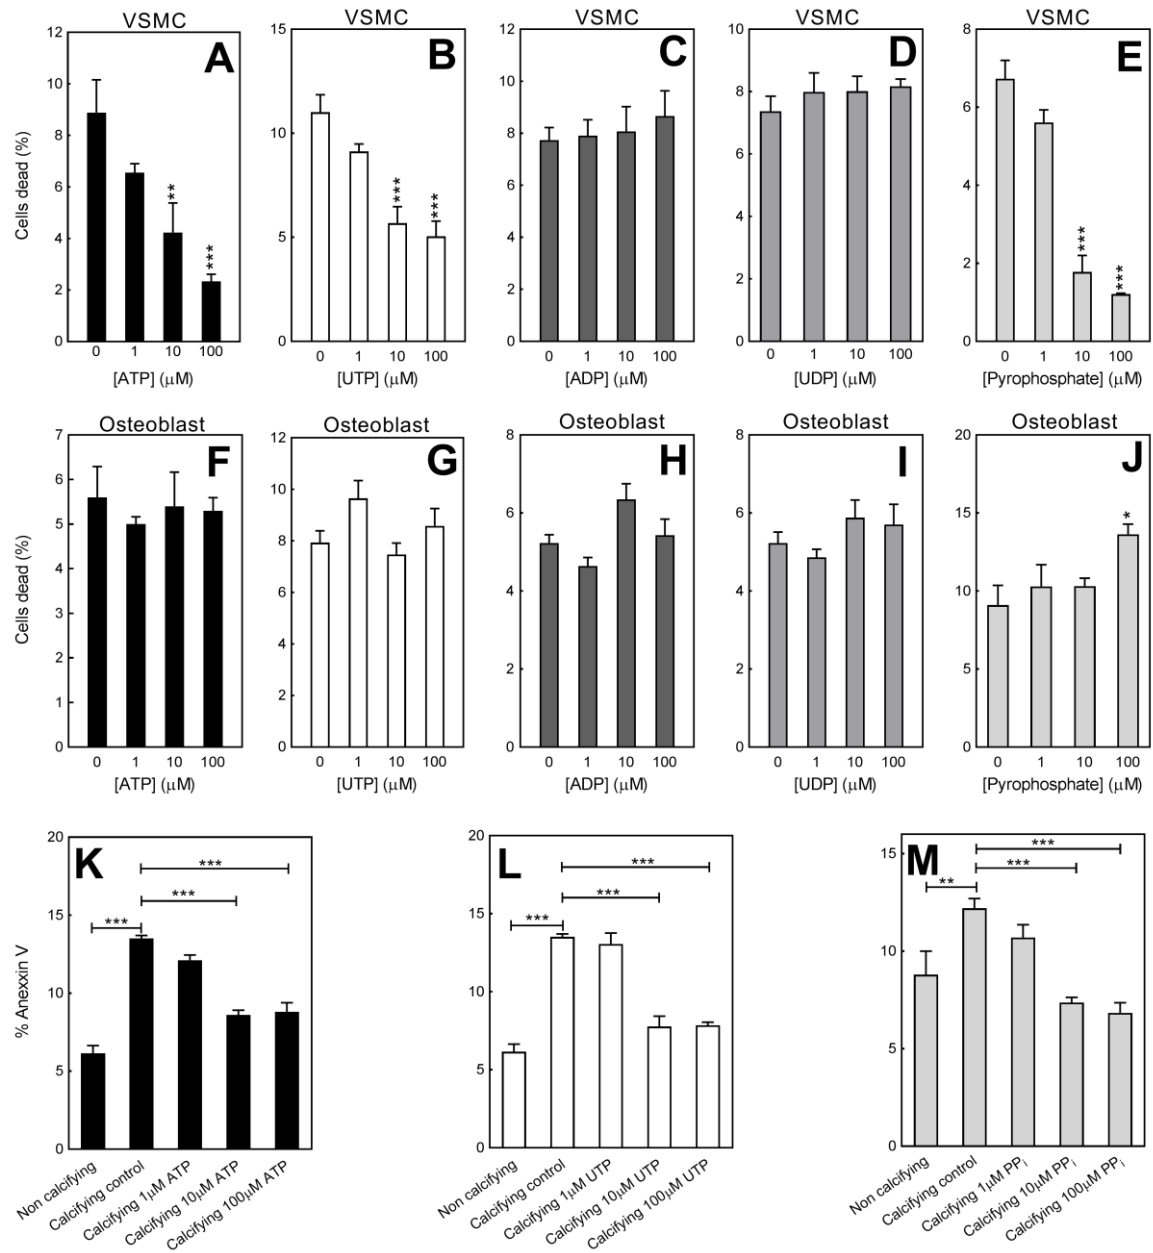 VSMC VSMC VSMC VSMC VSMC
A B C D E
Cells dead (%)
12 10 8 6 4 2 0
** ***
0 1 10 100
[ATP] (μM)
15 10 5 0
*** ***
0 1 10 100
[UTP] (μM)
12 10 8 6 4 2 0
0 1 10 100
[ADP] (μM)
10 8 6 4 2 0
0 1 10 100
[UDP] (μM)
8 6 4 2 0
*** ***
0 1 10 100
[Pyrophosphate] (μM)
Osteoblast Osteoblast Osteoblast Osteoblast Osteoblast
F G H I J
Cells dead (%)
7 6 5 4 3 2 1 0
0 1 10 100
[ATP] (μM)
12 10 8 6 4 2 0
0 1 10 100
[UTP] (μM)
8 6 4 2 0
0 1 10 100
[ADP] (μM)
8 6 4 2 0
0 1 10 100
[UDP] (μM)
20 15 10 5 0
*
0 1 10 100
[Pyrophosphate] (μM)
K
% Anexxin V
20 15 10 5 0
*** *** ***
Non calcifying
Calcifying control
Calcifying 1μM ATP
Calcifying 10μM ATP
Calcifying 100μM ATP
L
20 15 10 5 0
*** *** ***
Non calcifying
Calcifying control
Calcifying 1μM UTP
Calcifying 10μM UTP
Calcifying 100μM UTP
M
15 10 5 0
** *** ***
Non calcifying
Calcifying control
Calcifying 1μM PPi
Calcifying 10μM PPi
Calcifying 100μM PPi